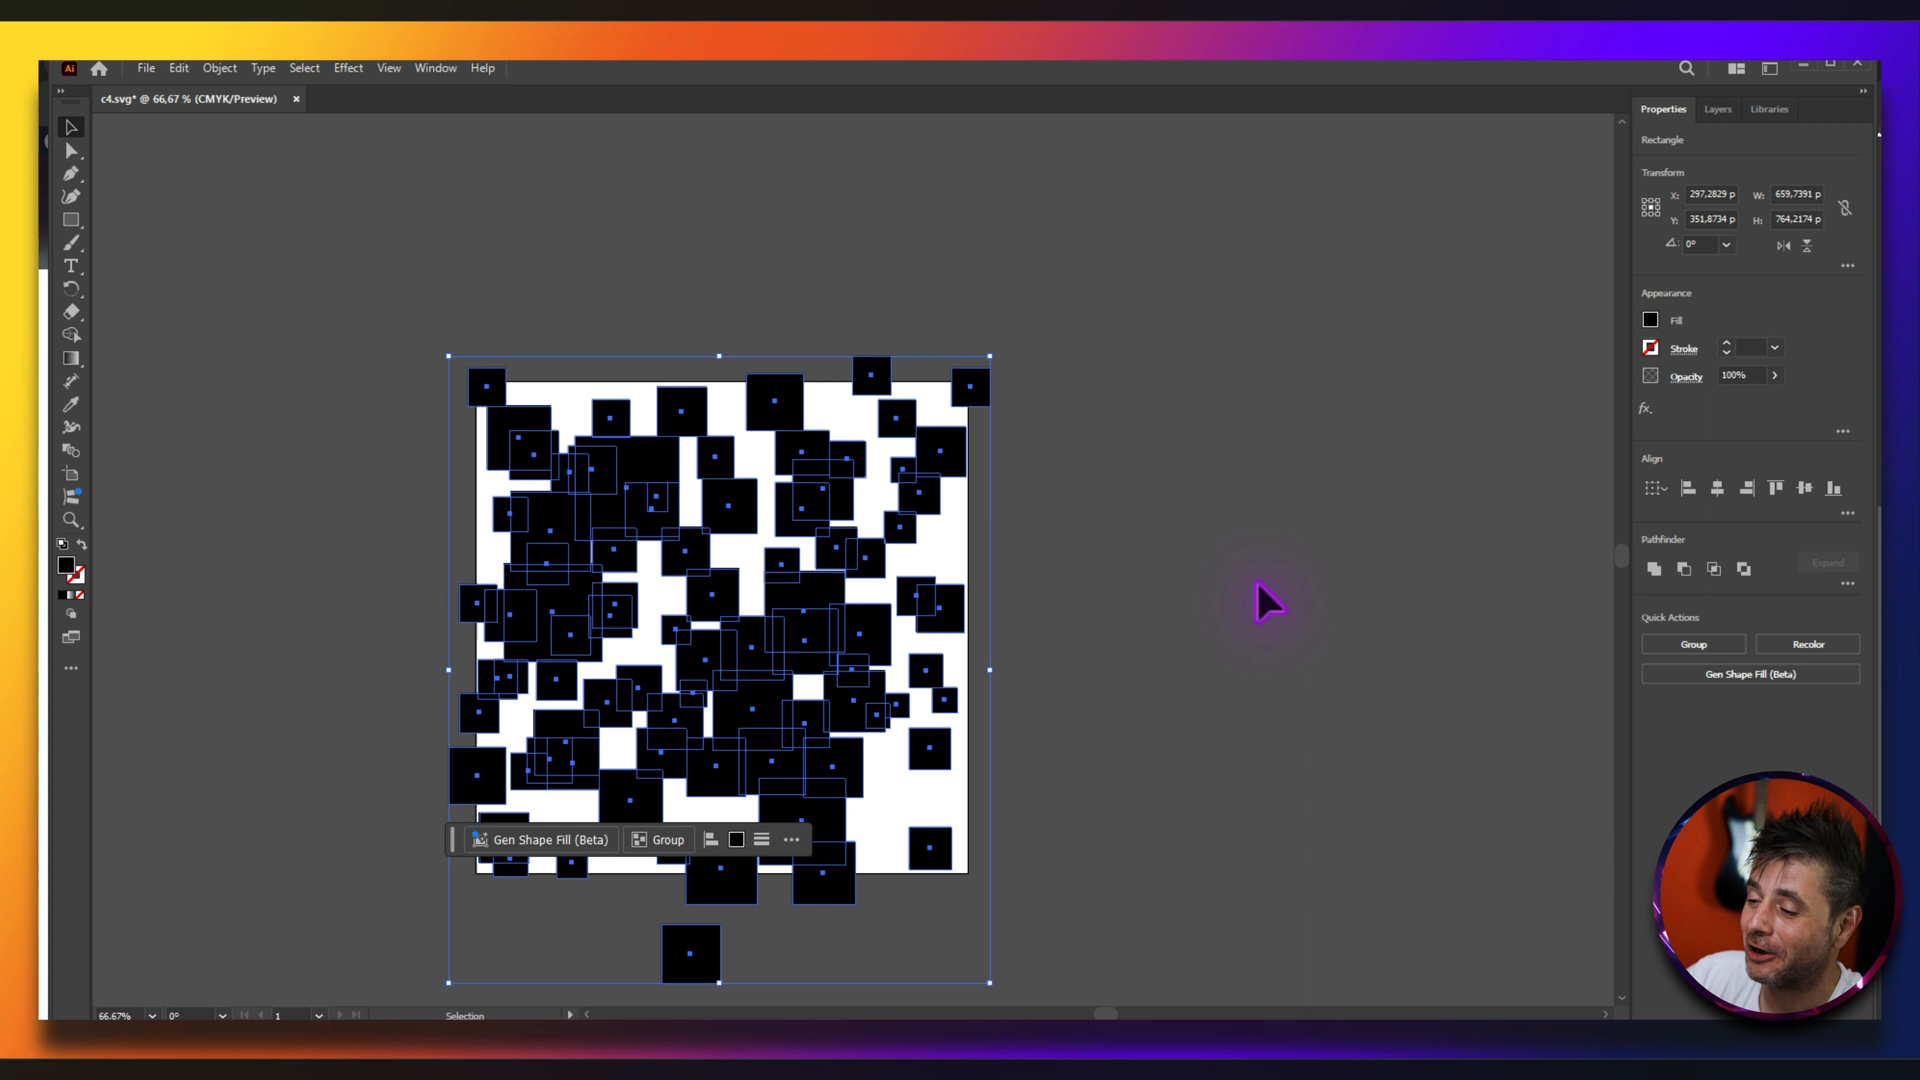 Ai File Edit Object Type Select Effect View Window Help
c4.svg* @ 66,67 % (CMYK/Preview) ×
Properties Layers Libraries
Rectangle
Transform
X: 297,2829 p W: 659,7391 p
Y: 351,8734 p H: 764,2174 p
0°
Appearance
Fill
Stroke
Opacity 100%
fx.
Align
Pathfinder
Expand
Quick Actions
Group Recolor
Gen Shape Fill (Beta)
Gen Shape Fill (Beta) Group
66,67% 0° 1 Selection